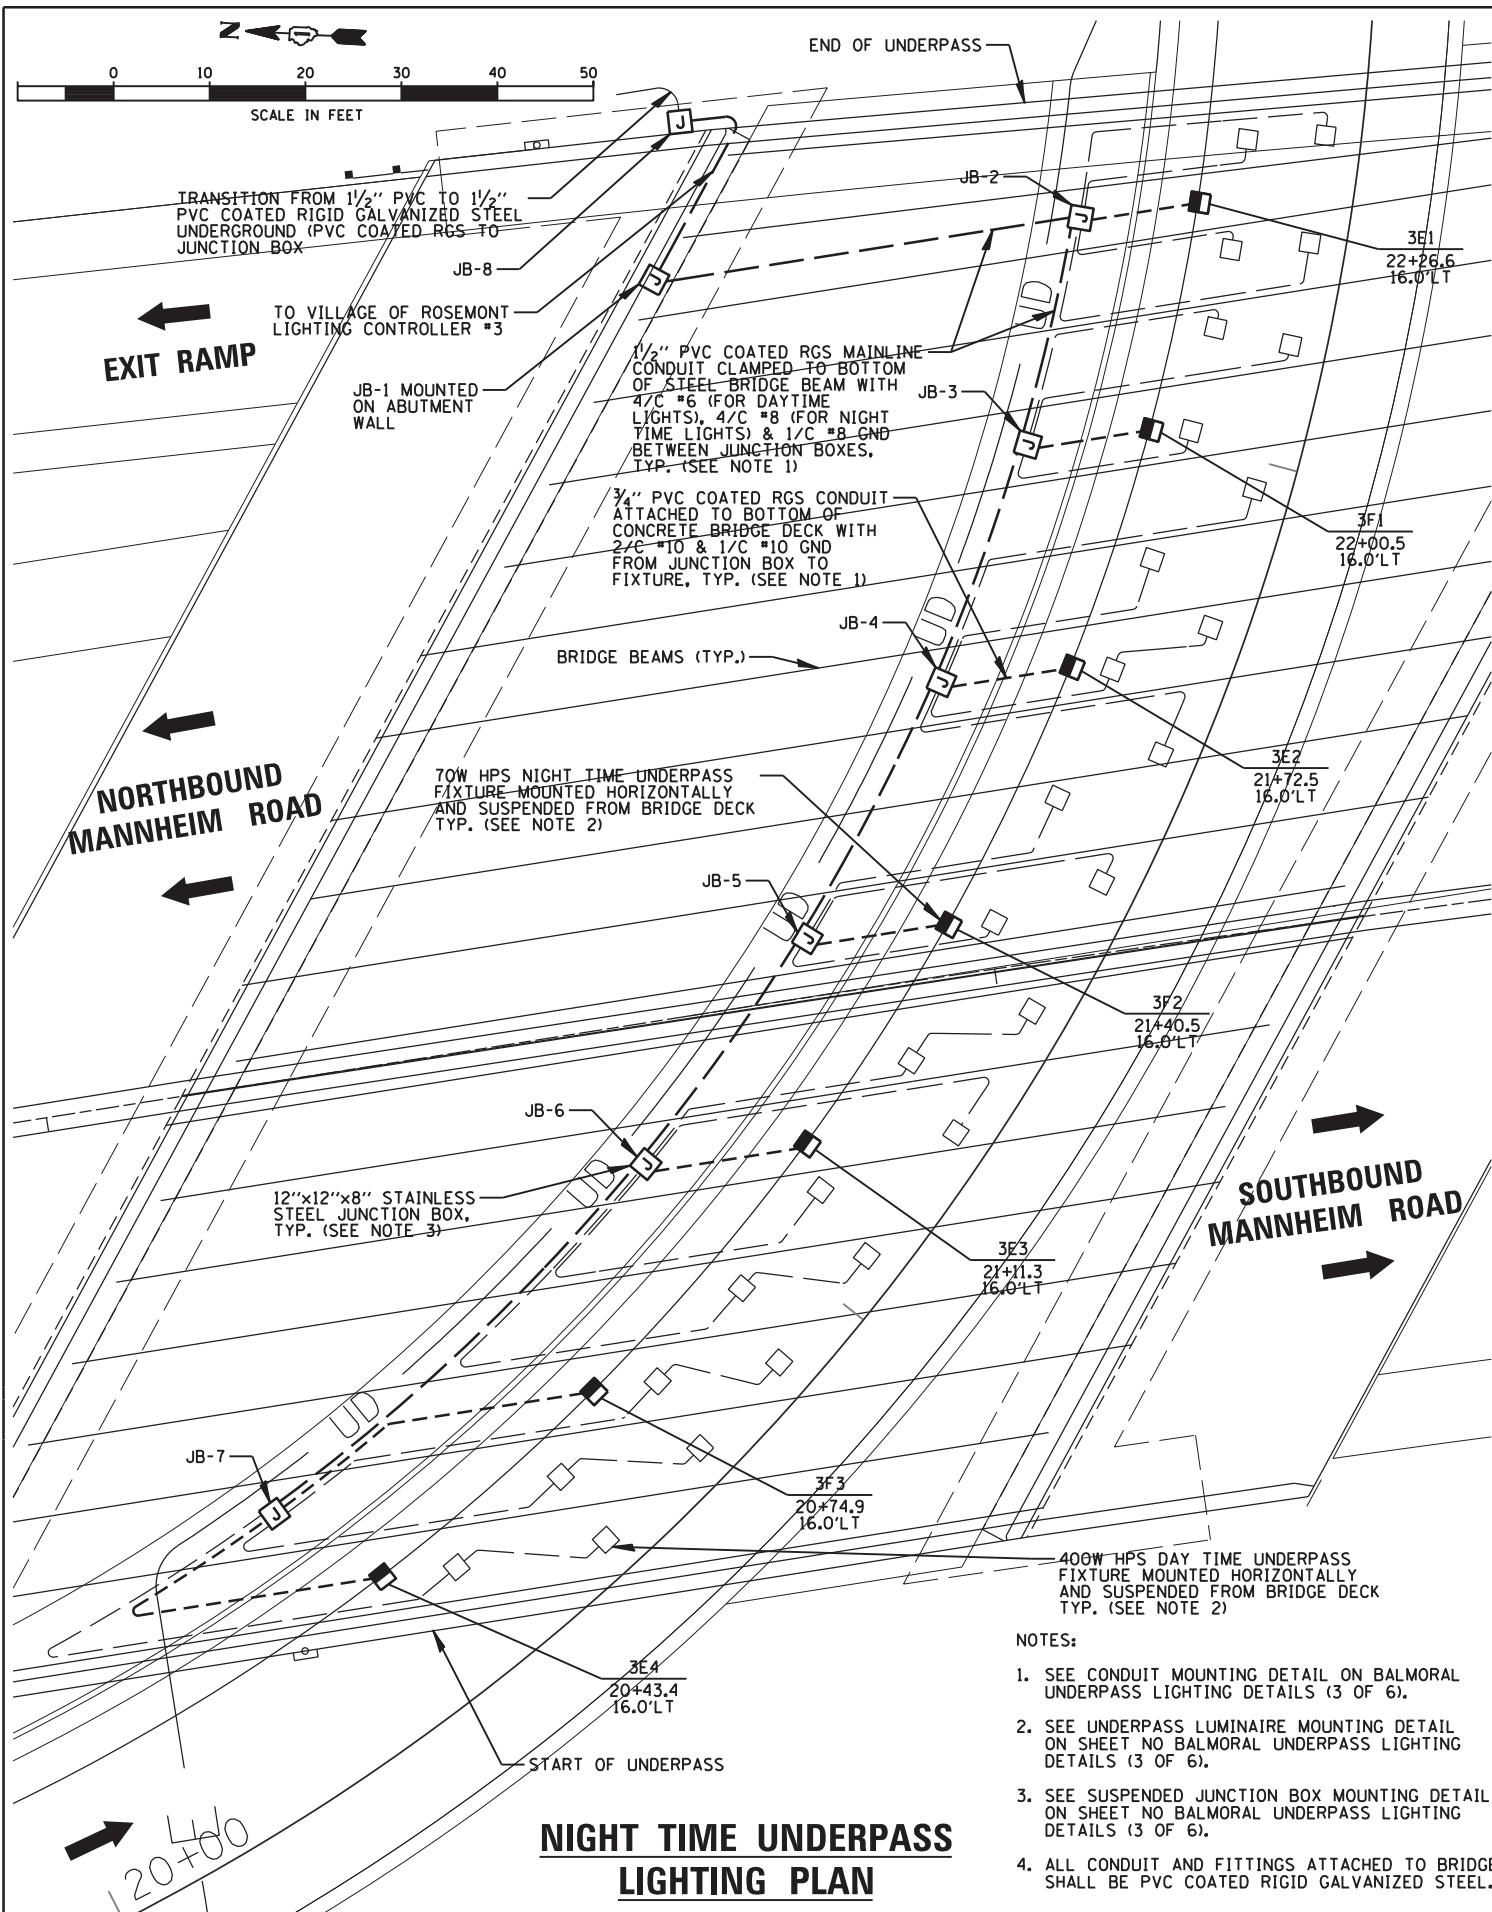 N
0 10 20 30 40 50
SCALE IN FEET
END OF UNDERPASS
TRANSITION FROM 1½" PVC TO 1½"
PVC COATED RIGID GALVANIZED STEEL
UNDERGROUND (PVC COATED RGS TO
JUNCTION BOX
J
JB-8
TO VILLAGE OF ROSEMONT
LIGHTING CONTROLLER #3
EXIT RAMP
JB-1 MOUNTED
ON ABUTMENT
WALL
J
JB-2
J
3E1
22+26.6
16.0'LT
UD
1½" PVC COATED RGS MAINLINE
CONDUIT CLAMPED TO BOTTOM
OF STEEL BRIDGE BEAM WITH
4/C #6 (FOR DAYTIME
LIGHTS), 4/C #8 (FOR NIGHT
TIME LIGHTS) & 1/C #8 GND
BETWEEN JUNCTION BOXES,
TYP. (SEE NOTE 1)
JB-3
J
¾" PVC COATED RGS CONDUIT
ATTACHED TO BOTTOM OF
CONCRETE BRIDGE DECK WITH
2/C #10 & 1/C #10 GND
FROM JUNCTION BOX TO
FIXTURE, TYP. (SEE NOTE 1)
3F1
22+00.5
16.0'LT
UD
JB-4
J
BRIDGE BEAMS (TYP.)
3E2
21+72.5
16.0'LT
NORTHBOUND
MANNHEIM ROAD
70W HPS NIGHT TIME UNDERPASS
FIXTURE MOUNTED HORIZONTALLY
AND SUSPENDED FROM BRIDGE DECK
TYP. (SEE NOTE 2)
JB-5
UD
J
3F2
21+40.5
16.0'LT
JB-6
J
UD
12"x12"x8" STAINLESS
STEEL JUNCTION BOX,
TYP. (SEE NOTE 3)
SOUTHBOUND
MANNHEIM ROAD
3E3
21+11.3
16.0'LT
UD
JB-7
J
3F3
20+74.9
16.0'LT
400W HPS DAY TIME UNDERPASS
FIXTURE MOUNTED HORIZONTALLY
AND SUSPENDED FROM BRIDGE DECK
TYP. (SEE NOTE 2)
3E4
20+43.4
16.0'LT
START OF UNDERPASS
20+00
NOTES:
1. SEE CONDUIT MOUNTING DETAIL ON BALMORAL
UNDERPASS LIGHTING DETAILS (3 OF 6).
2. SEE UNDERPASS LUMINAIRE MOUNTING DETAIL
ON SHEET NO BALMORAL UNDERPASS LIGHTING
DETAILS (3 OF 6).
3. SEE SUSPENDED JUNCTION BOX MOUNTING DETAIL
ON SHEET NO BALMORAL UNDERPASS LIGHTING
DETAILS (3 OF 6).
4. ALL CONDUIT AND FITTINGS ATTACHED TO BRIDGE
SHALL BE PVC COATED RIGID GALVANIZED STEEL.
NIGHT TIME UNDERPASS
LIGHTING PLAN